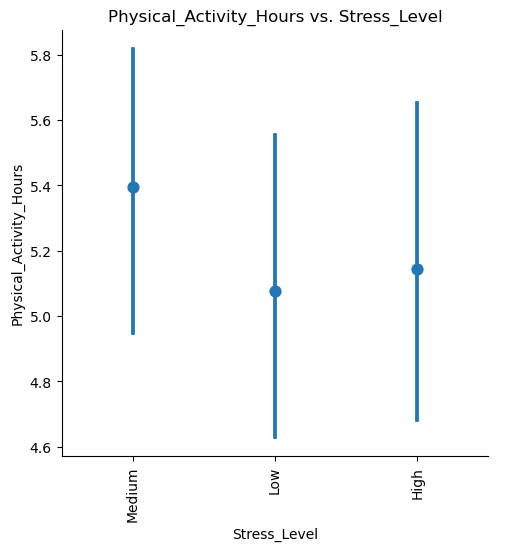 Physical_Activity_Hours vs. Stress_Level
5.8
5.6
5.4
5.2
5.0
4.8
4.6
Physical_Activity_Hours
Medium
Low
High
Stress_Level